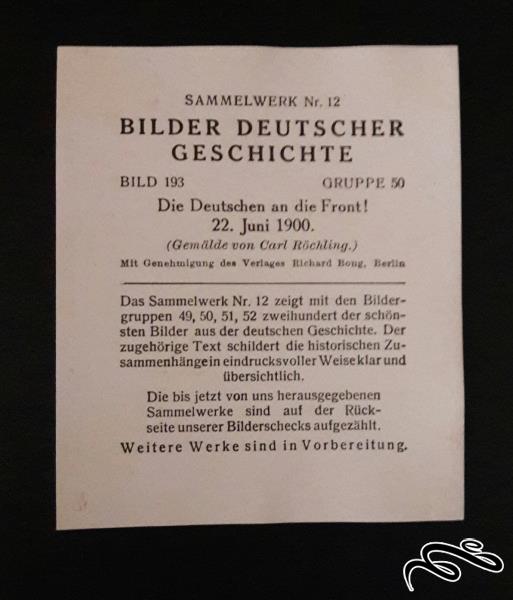 SAMMELWERK Nr. 12
BILDER DEUTSCHER
GESCHICHTE
BILD 193 GRUPPE 50
Die Deutschen an die Front!
22. Juni 1900.
(Gemälde von Carl Röchling.)
Mit Genehmigung des Verlages Richard Bong, Berlin
Das Sammelwerk Nr. 12 zeigt mit den Bilder-
gruppen 49, 50, 51, 52 zweihundert der schön-
sten Bilder aus der deutschen Geschichte. Der
zugehörige Text schildert die historischen Zu-
sammenhänge in eindrucksvoller Weise klar und
übersichtlich.
Die bis jetzt von uns herausgegebenen
Sammelwerke sind auf der Rück-
seite unserer Bilderschecks aufgezählt.
Weitere Werke sind in Vorbereitung.